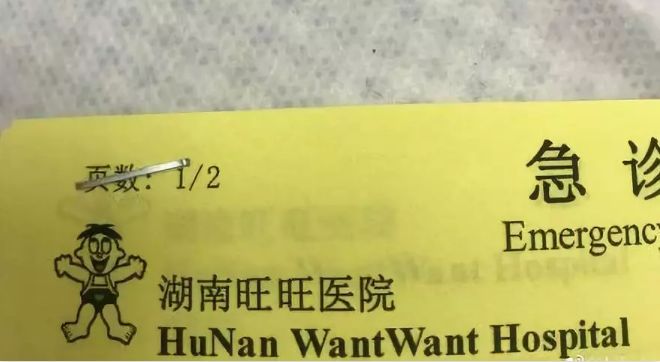 页数: 1/2
急诊
Emergency
湖南旺旺医院
HuNan WantWant Hospital